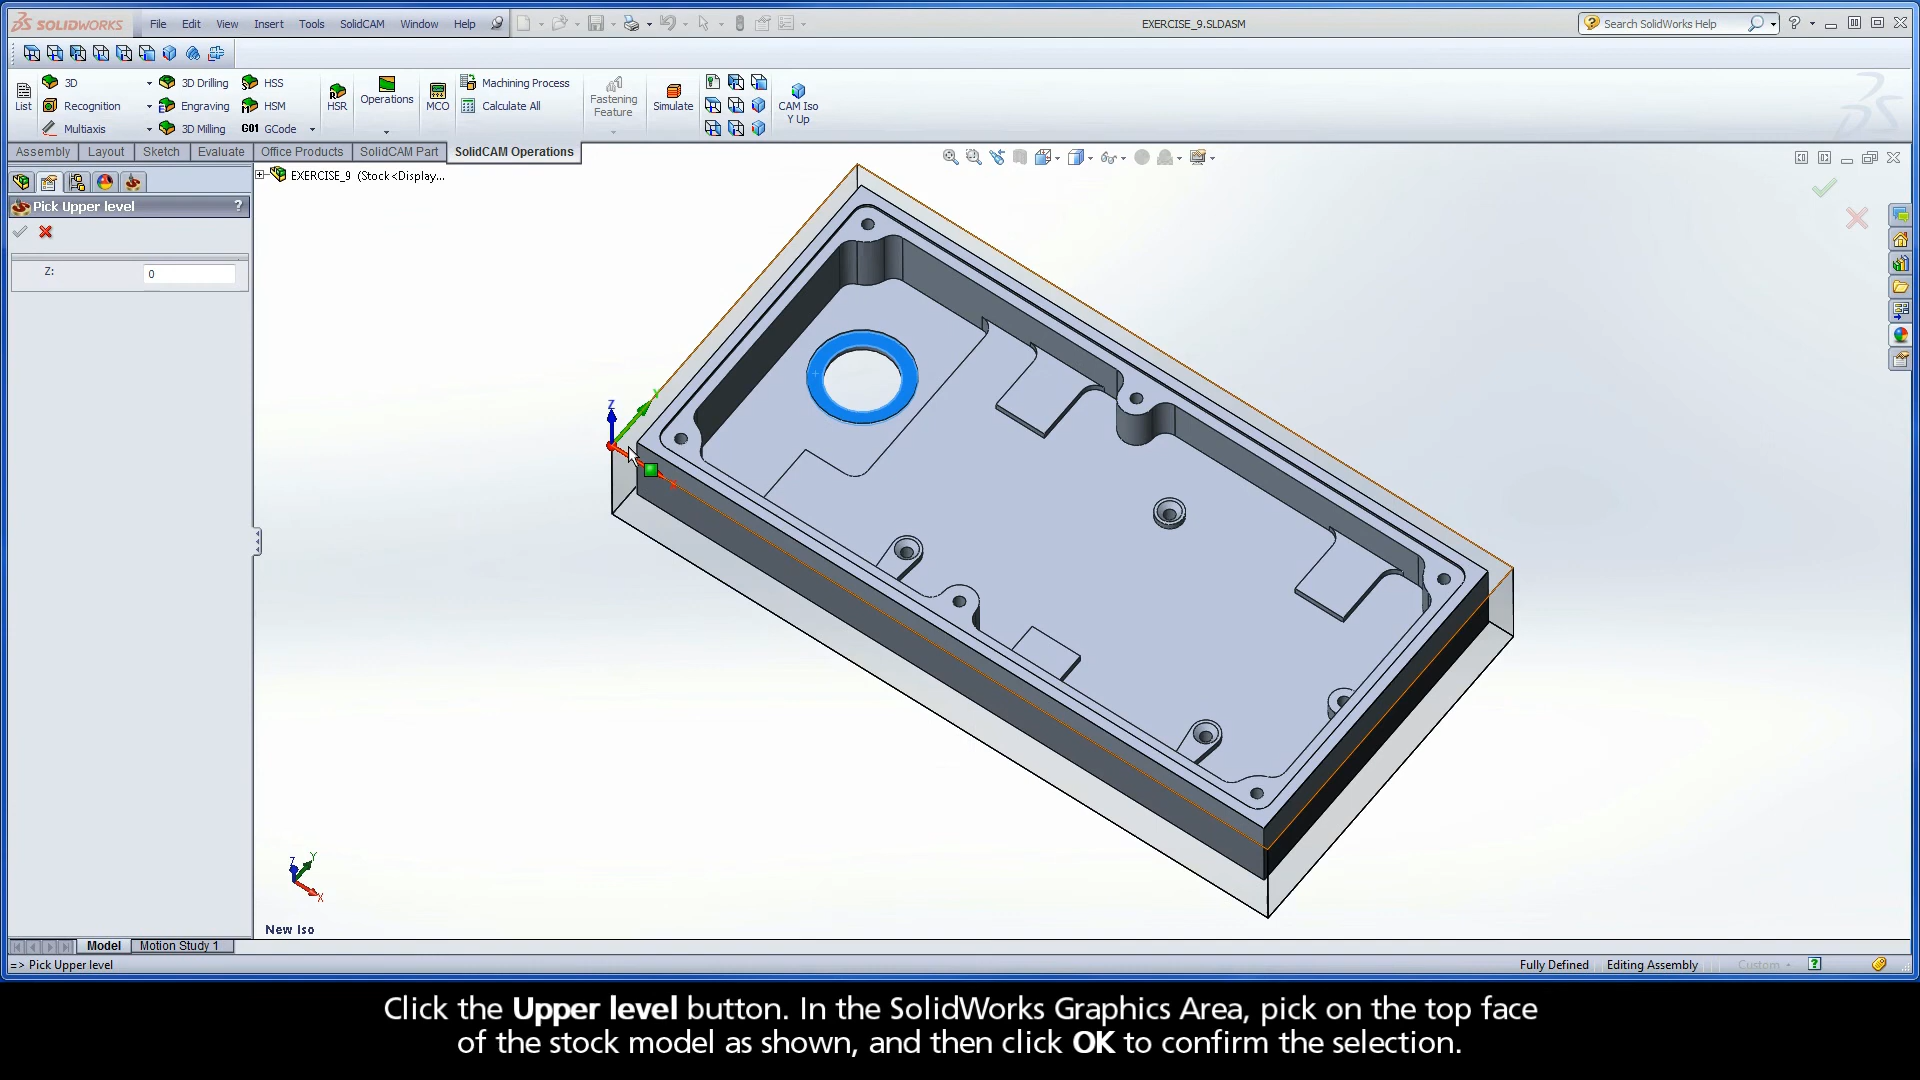 SOLIDWORKS File Edit View Insert Tools SolidCAM Window Help EXERCISE_9.SLDASM Search SolidWorks Help
List 3D Recognition Multiaxis 3D Drilling Engraving 3D Milling HSS HSM G01 GCode HSR Operations MCO Machining Process Calculate All Fastening Feature Simulate CAM Iso Y Up
Assembly Layout Sketch Evaluate Office Products SolidCAM Part SolidCAM Operations
EXERCISE_9 (Stock<Display...
Pick Upper level ?
Z: 0
Z
Y
Z Y
X
New Iso
Model Motion Study 1
=> Pick Upper level Fully Defined Editing Assembly Custom
Click the Upper level button. In the SolidWorks Graphics Area, pick on the top face
of the stock model as shown, and then click OK to confirm the selection.